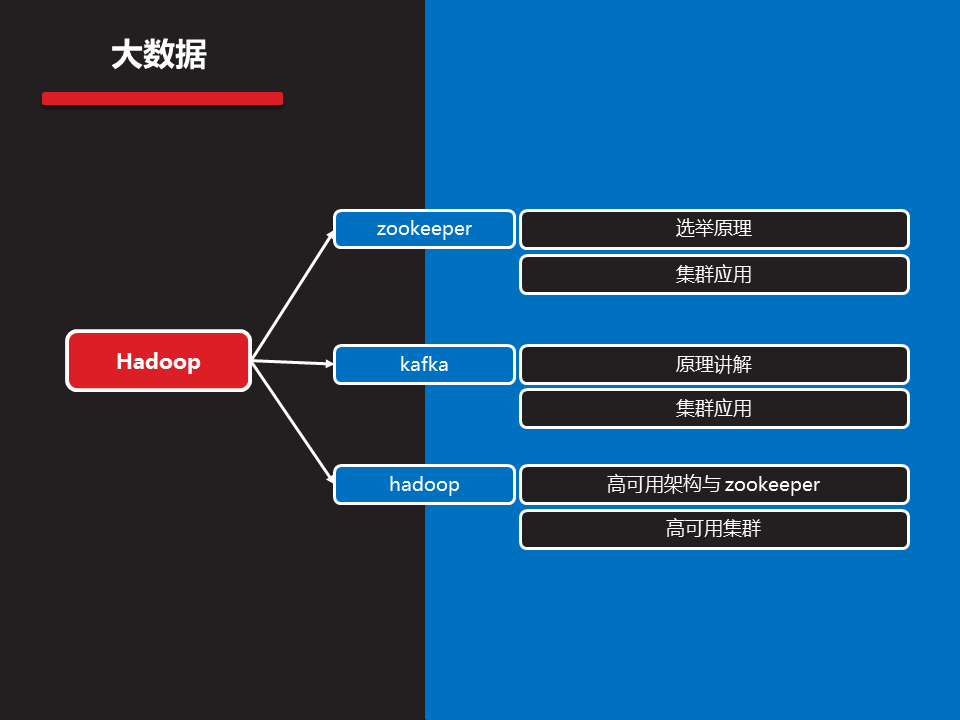 大数据
Hadoop
zookeeper
选举原理
集群应用
kafka
原理讲解
集群应用
hadoop
高可用架构与 zookeeper
高可用集群